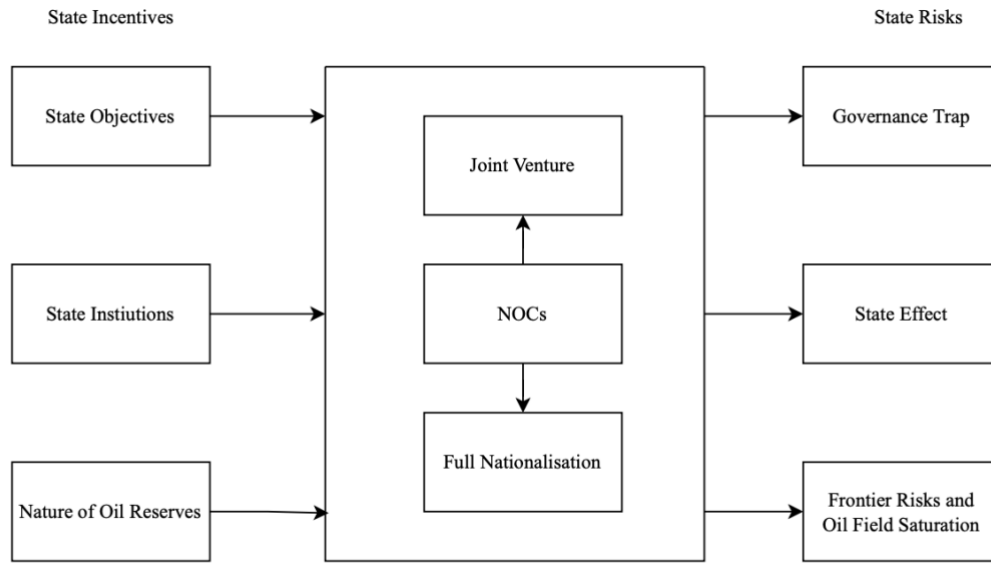 State Incentives
State Risks
State Objectives
Joint Venture
Governance Trap
State Instiutions
NOCs
State Effect
Full Nationalisation
Nature of Oil Reserves
Frontier Risks and
Oil Field Saturation